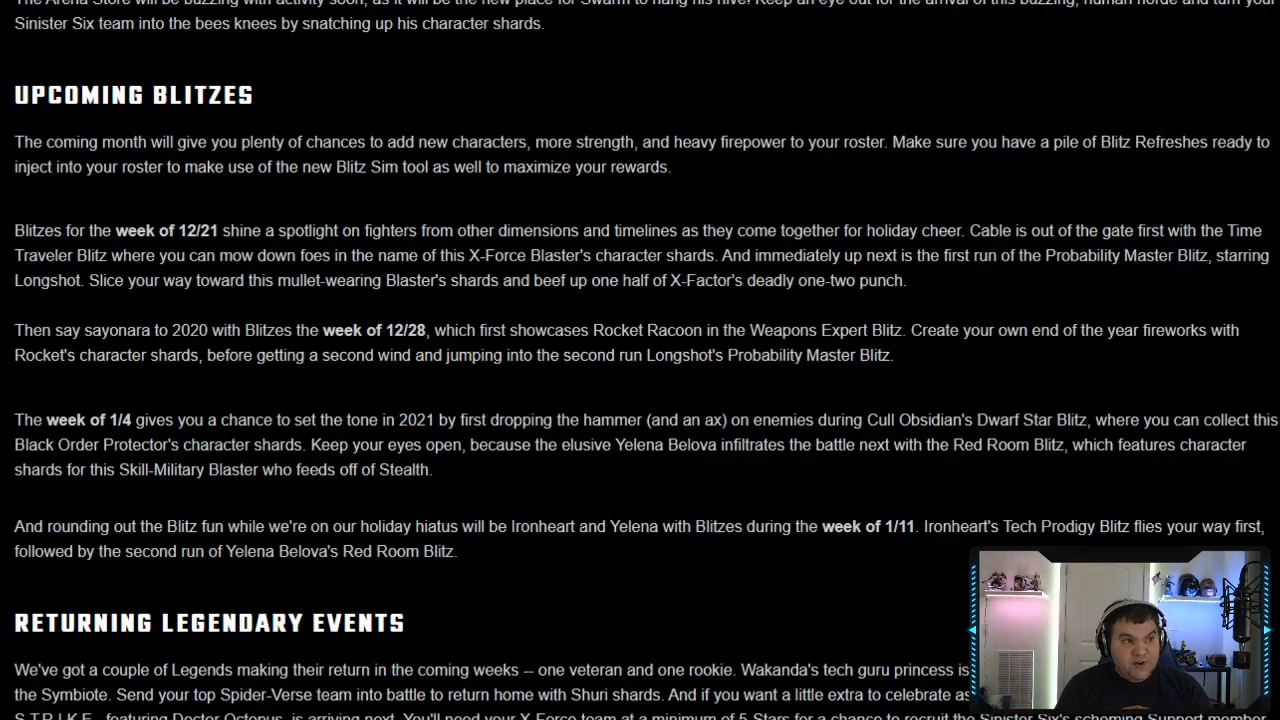 The Arena Store will be buzzing with activity soon, as it will be the new place for Swarm to hang his hive! Keep an eye out for the arrival of this buzzing, human horde and turn your
Sinister Six team into the bees knees by snatching up his character shards.
UPCOMING BLITZES
The coming month will give you plenty of chances to add new characters, more strength, and heavy firepower to your roster. Make sure you have a pile of Blitz Refreshes ready to
inject into your roster to make use of the new Blitz Sim tool as well to maximize your rewards.
Blitzes for the week of 12/21 shine a spotlight on fighters from other dimensions and timelines as they come together for holiday cheer. Cable is out of the gate first with the Time
Traveler Blitz where you can mow down foes in the name of this X-Force Blaster's character shards. And immediately up next is the first run of the Probability Master Blitz, starring
Longshot. Slice your way toward this mullet-wearing Blaster's shards and beef up one half of X-Factor's deadly one-two punch.
Then say sayonara to 2020 with Blitzes the week of 12/28, which first showcases Rocket Racoon in the Weapons Expert Blitz. Create your own end of the year fireworks with
Rocket's character shards, before getting a second wind and jumping into the second run Longshot's Probability Master Blitz.
The week of 1/4 gives you a chance to set the tone in 2021 by first dropping the hammer (and an ax) on enemies during Cull Obsidian's Dwarf Star Blitz, where you can collect this
Black Order Protector's character shards. Keep your eyes open, because the elusive Yelena Belova infiltrates the battle next with the Red Room Blitz, which features character
shards for this Skill-Military Blaster who feeds off of Stealth.
And rounding out the Blitz fun while we're on our holiday hiatus will be Ironheart and Yelena with Blitzes during the week of 1/11. Ironheart's Tech Prodigy Blitz flies your way first,
followed by the second run of Yelena Belova's Red Room Blitz.
RETURNING LEGENDARY EVENTS
We've got a couple of Legends making their return in the coming weeks -- one veteran and one rookie. Wakanda's tech guru princess is
the Symbiote. Send your top Spider-Verse team into battle to return home with Shuri shards. And if you want a little extra to celebrate as
S.T.R.I.K.E., featuring Doctor Octopus, is arriving next. You'll need your X-Force team at a minimum of 5-Stars for a chance to recruit the Sinister Six's scheming Support member